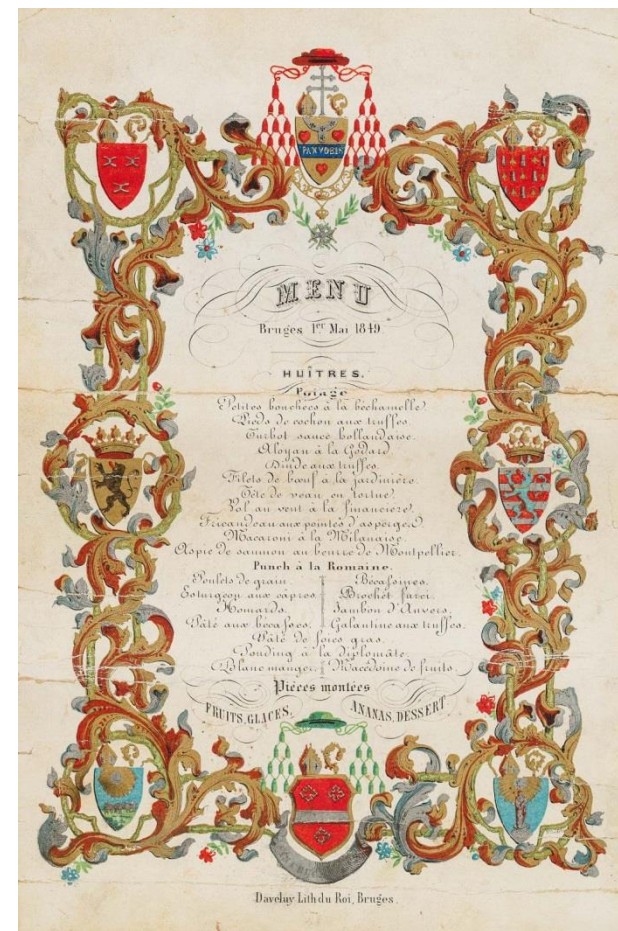 PAX VOBIS
MENU
Bruges 1er Mai 1849
HUÎTRES.
Potage
Petites bouchées à la béchamelle.
Pieds de cochon aux truffes.
Turbot sauce hollandaise.
Aloyau à la Godard.
Dinde aux truffes.
Filets de bœuf à la jardinière.
Tête de veau en tortue.
Vol au vent à la financière.
Fricandeau aux pointes d'asperges.
Macaroni à la Milanaise.
Aspic de saumon au beurre de Montpellier.
Punch à la Romaine.
Poulets de grain. Bécassines.
Esturgeon aux câpres. Brochet farci.
Homards. Jambon d'Anvers.
Pâté aux bécasses. Galantine aux truffes.
Pâté de foies gras.
Pouding à la diplomate.
Blanc manger. Macédoine de fruits.
Pièces montées
FRUITS, GLACES, ANANAS, DESSERT
Daveluy Lith du Roi, Bruges.